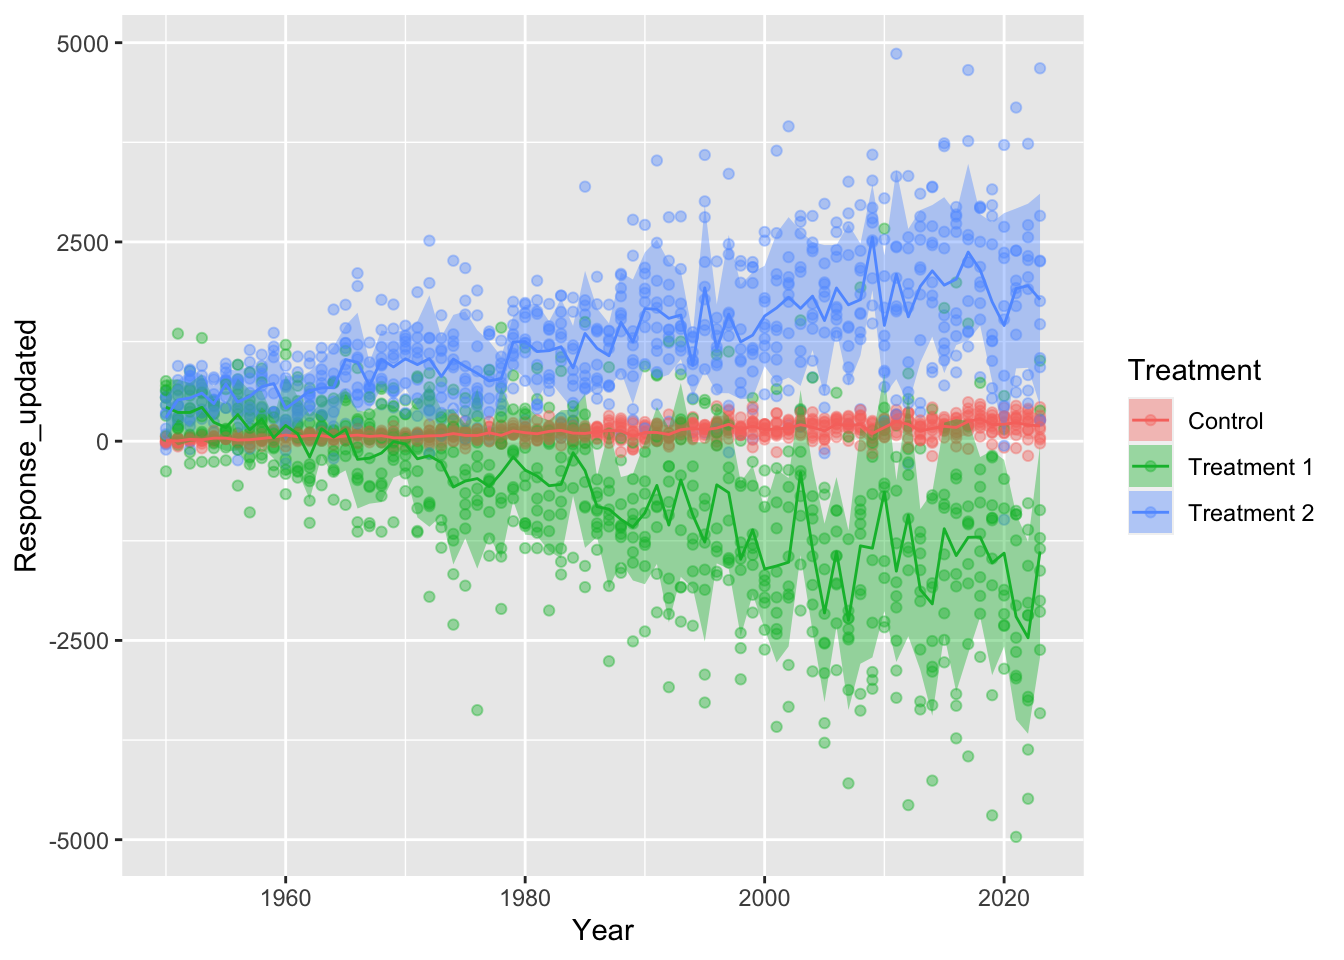 5000
2500
0
-2500
-5000
Response_updated
1960
1980
2000
2020
Year
Treatment
Control
Treatment 1
Treatment 2